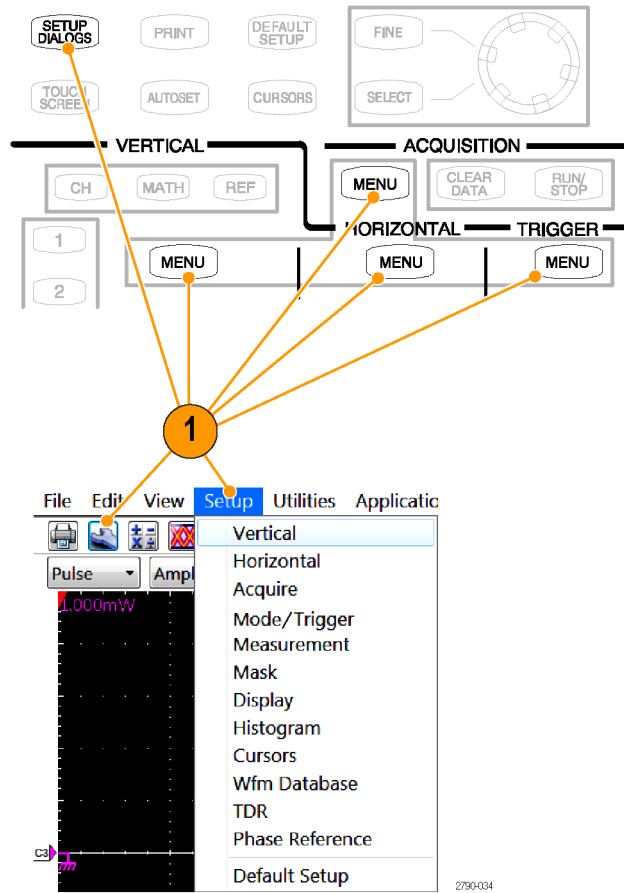 SETUP DIALOGS
PRINT
DEFAULT SETUP
FINE
TOUCH SCREEN
AUTOSET
CURSORS
SELECT
VERTICAL
ACQUISITION
CH
MATH
REF
MENU
CLEAR DATA
RUN/ STOP
HORIZONTAL
TRIGGER
1
MENU
MENU
MENU
2
1
File Edit View Setup Utilities Applicatio
Vertical
Horizontal
Pulse
Ampl
Acquire
1.000mW
Mode/Trigger
Measurement
Mask
Display
Histogram
Cursors
Wfm Database
TDR
Phase Reference
C3
Default Setup
2790-034